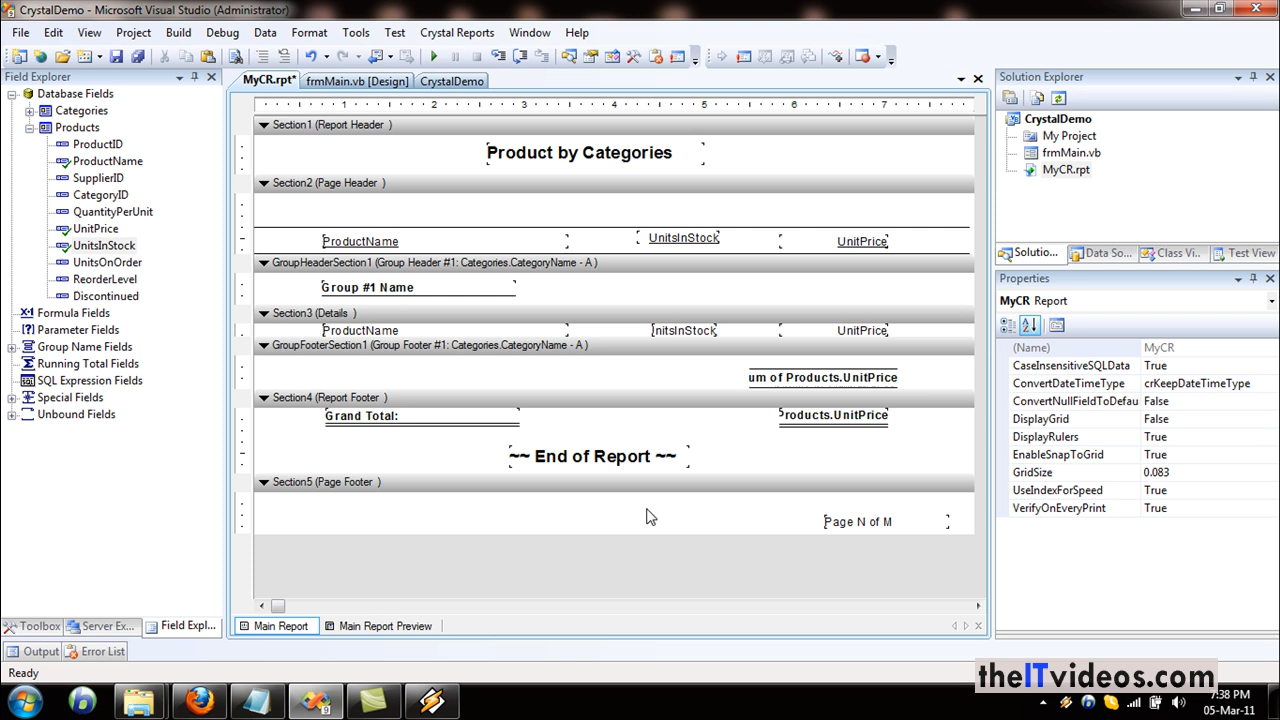 CrystalDemo - Microsoft Visual Studio (Administrator)
File Edit View Project Build Debug Data Format Tools Test Crystal Reports Window Help
Field Explorer
Database Fields
Categories
Products
ProductID
ProductName
SupplierID
CategoryID
QuantityPerUnit
UnitPrice
UnitsInStock
UnitsOnOrder
ReorderLevel
Discontinued
Formula Fields
Parameter Fields
Group Name Fields
Running Total Fields
SQL Expression Fields
Special Fields
Unbound Fields
Toolbox Server Ex... Field Expl...
Output Error List
Ready
MyCR.rpt* frmMain.vb [Design] CrystalDemo
1 2 3 4 5 6 7
Section1 (Report Header )
Product by Categories
Section2 (Page Header )
ProductName UnitsInStock UnitPrice
GroupHeaderSection1 (Group Header #1: Categories.CategoryName - A )
Group #1 Name
Section3 (Details )
ProductName nitsInStock UnitPrice
GroupFooterSection1 (Group Footer #1: Categories.CategoryName - A )
um of Products.UnitPrice
Section4 (Report Footer )
Grand Total: Products.UnitPrice
~~ End of Report ~~
Section5 (Page Footer )
Page N of M
Main Report Main Report Preview
Solution Explorer
CrystalDemo
My Project
frmMain.vb
MyCR.rpt
Solutio... Data So... Class Vi... Test View
Properties
MyCR Report
(Name) MyCR
CaseInsensitiveSQLData True
ConvertDateTimeType crKeepDateTimeType
ConvertNullFieldToDefau False
DisplayGrid False
DisplayRulers True
EnableSnapToGrid True
GridSize 0.083
UseIndexForSpeed True
VerifyOnEveryPrint True
theITvideos.com
7:38 PM
05-Mar-11